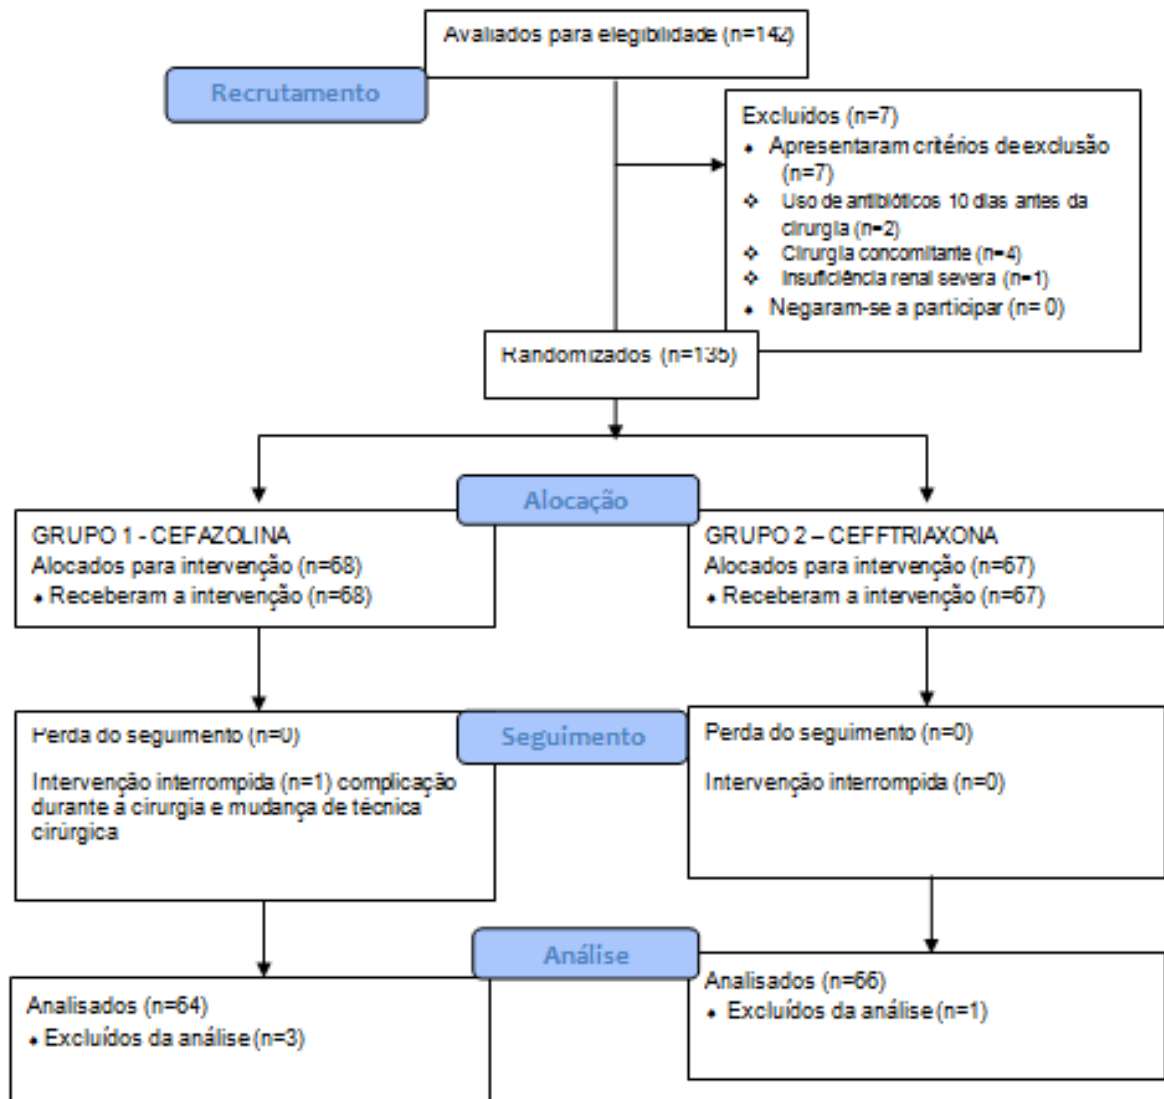 Avaliados para elegibilidade (n=142)
Recrutamento
Excluidos (n=7)
• Apresentaram critérios de exclusão
(n=7)
❖ Uso de antibióticos 10 dias antes da
cirurgia (n=2)
❖ Cirurgia concomitante (n=4)
❖ Insuficiência renal severa (n=1)
• Negaram-se a participar (n= 0)
Randomizados (n=135)
Alocação
GRUPO 1 - CEFAZOLINA
Alocados para intervenção (n=68)
• Receberam a intervenção (n=68)
GRUPO 2 – CEFFTRIAXONA
Alocados para intervenção (n=67)
• Receberam a intervenção (n=67)
Seguimento
Perda do seguimento (n=0)
Intervenção interrompida (n=1) complicação
durante a cirurgia e mudança de técnica
cirúrgica
Perda do seguimento (n=0)
Intervenção interrompida (n=0)
Análise
Analisados (n=64)
• Excluídos da análise (n=3)
Analisados (n=66)
• Excluídos da análise (n=1)